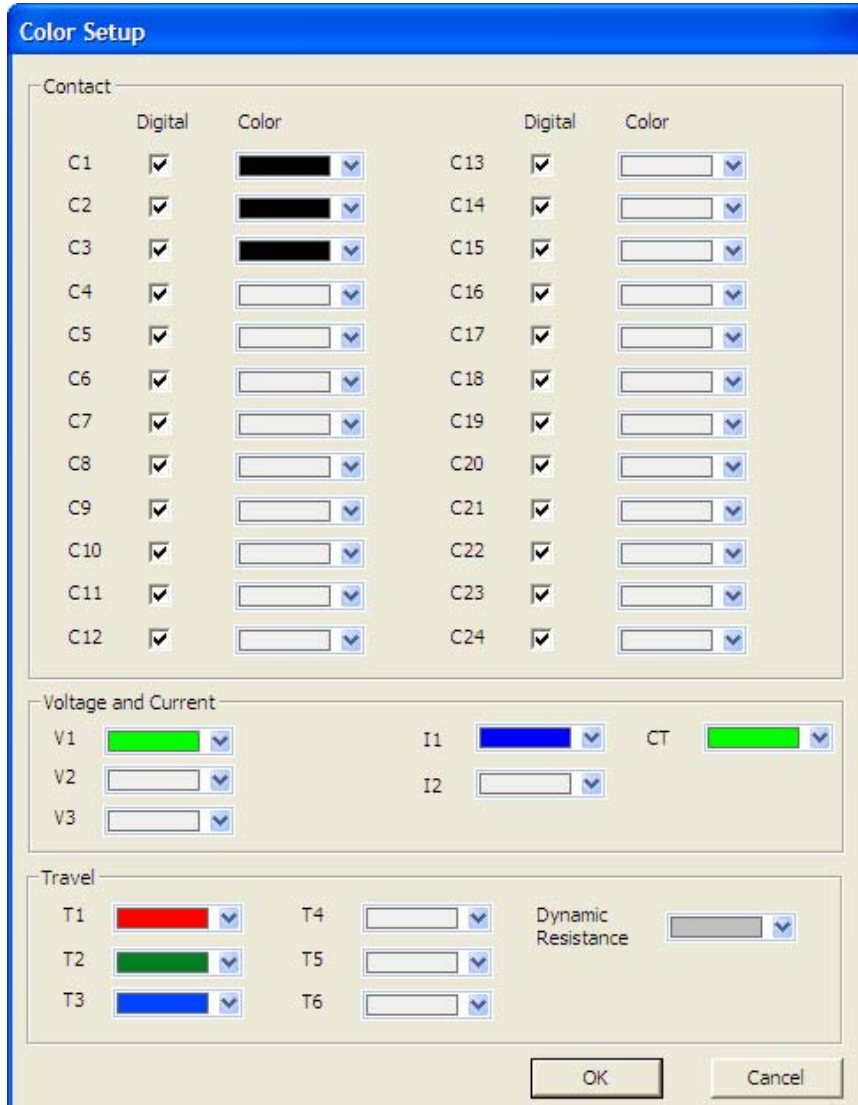 Color Setup
Contact
Digital Color Digital Color
C1 C13
C2 C14
C3 C15
C4 C16
C5 C17
C6 C18
C7 C19
C8 C20
C9 C21
C10 C22
C11 C23
C12 C24
Voltage and Current
V1 I1 CT
V2 I2
V3
Travel
T1 T4 Dynamic
Resistance
T2 T5
T3 T6
OK Cancel